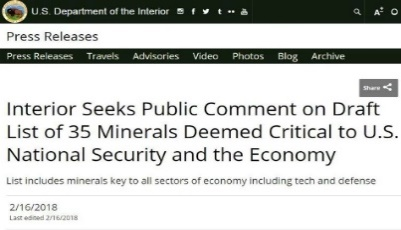 U.S. Department of the Interior
Press Releases
Press Releases Travels Advisories Video Photos Blog Archive
Share
Interior Seeks Public Comment on Draft
List of 35 Minerals Deemed Critical to U.S.
National Security and the Economy
List includes minerals key to all sectors of economy including tech and defense
2/16/2018
Last edited 2/16/2018